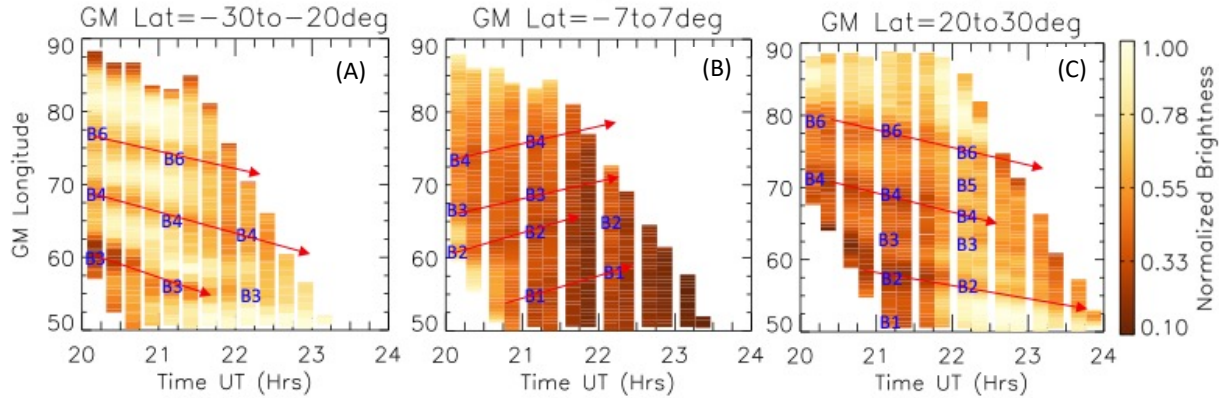 GM Lat=-30to-20deg
GM Lat=-7to7deg
GM Lat=20to30deg
(A)
(B)
(C)
GM Longitude
90
80
70
60
50
90
80
70
60
50
90
80
70
60
50
B6
B6
B4
B4
B4
B3
B3
B3
B4
B4
B3
B3
B2
B2
B2
B1
B1
B6
B6
B6
B5
B4
B4
B4
B3
B3
B2
B2
B1
20 21 22 23 24
20 21 22 23 24
20 21 22 23 24
Time UT (Hrs)
Time UT (Hrs)
Time UT (Hrs)
1.00
0.78
0.55
0.33
0.10
Normalized Brightness